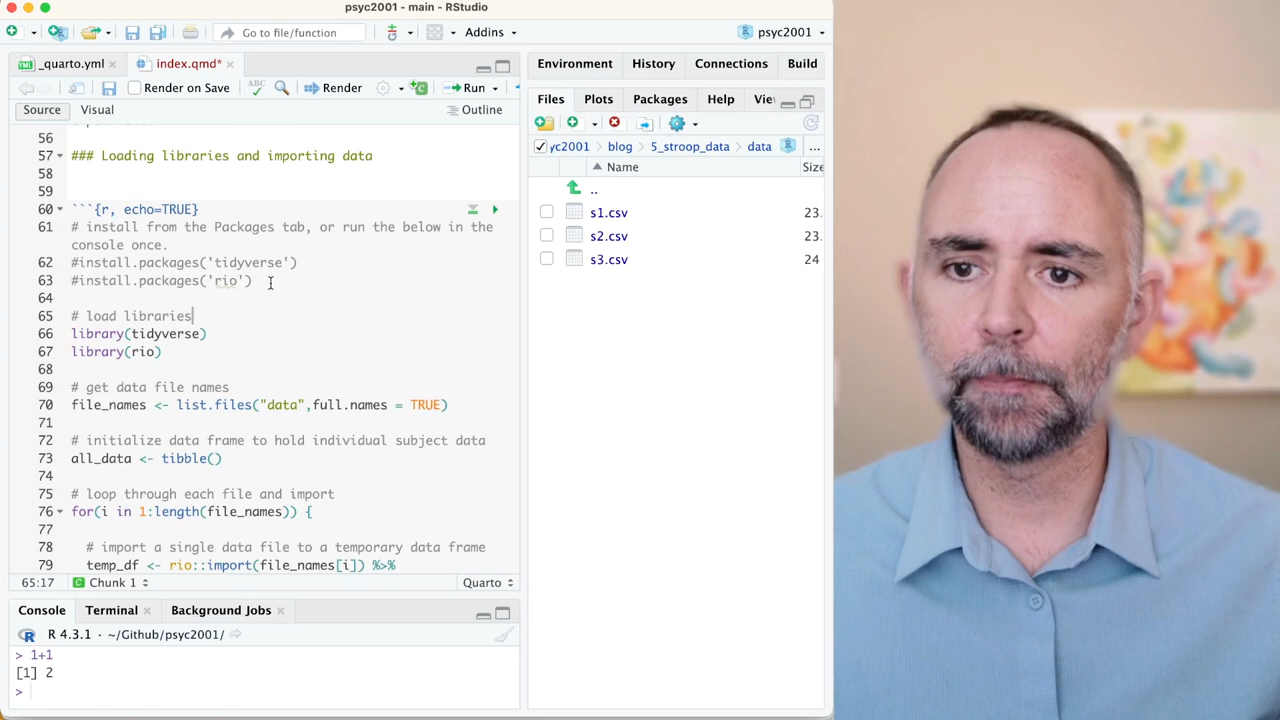 psyc2001 - main - RStudio
Go to file/function
Addins
psyc2001
_quarto.yml
index.qmd*
Render on Save
ABC
Render
Run
Source
Visual
Outline
56
57 ### Loading libraries and importing data
58
59
60 ```{r, echo=TRUE}
61 # install from the Packages tab, or run the below in the
console once.
62 #install.packages('tidyverse')
63 #install.packages('rio')
64
65 # load libraries
66 library(tidyverse)
67 library(rio)
68
69 # get data file names
70 file_names <- list.files("data",full.names = TRUE)
71
72 # initialize data frame to hold individual subject data
73 all_data <- tibble()
74
75 # loop through each file and import
76 for(i in 1:length(file_names)) {
77
78 # import a single data file to a temporary data frame
79 temp_df <- rio::import(file_names[i]) %>%
65:17 Chunk 1 Quarto
Console Terminal Background Jobs
R 4.3.1 · ~/Github/psyc2001/
> 1+1
[1] 2
>
Environment History Connections Build
Files Plots Packages Help Vie
yc2001 blog 5_stroop_data data ...
Name Size
..
s1.csv 23.
s2.csv 23.
s3.csv 24